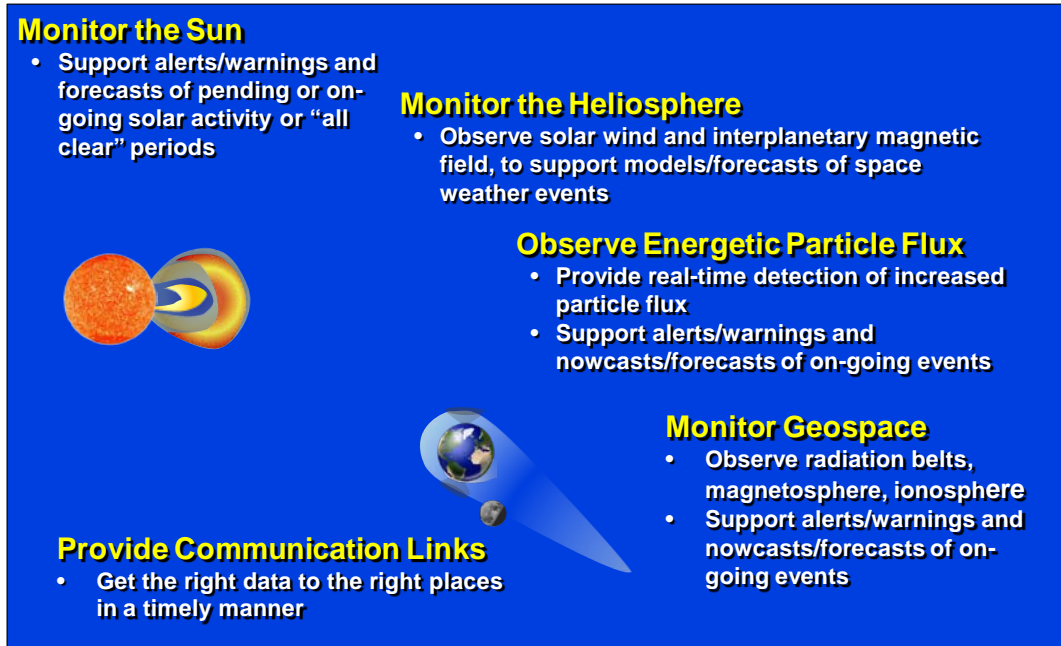 Monitor the Sun
• Support alerts/warnings and
forecasts of pending or on-
going solar activity or “all
clear” periods
Monitor the Heliosphere
• Observe solar wind and interplanetary magnetic
field, to support models/forecasts of space
weather events
Observe Energetic Particle Flux
• Provide real-time detection of increased
particle flux
• Support alerts/warnings and
nowcasts/forecasts of on-going events
Monitor Geospace
• Observe radiation belts,
magnetosphere, ionosphere
• Support alerts/warnings and
nowcasts/forecasts of on-
going events
Provide Communication Links
• Get the right data to the right places
in a timely manner